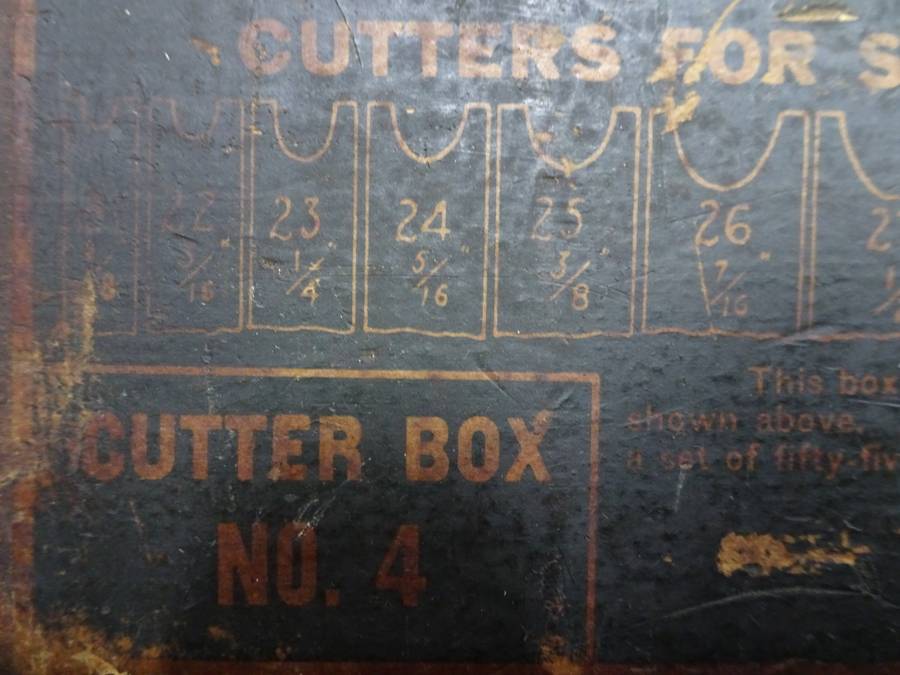 CUTTERS FOR S
22 23 24 25 26
3/16" 1/4" 5/16" 3/8" 7/16"
CUTTER BOX
NO. 4
This box
shown above.
a set of fifty-fiv